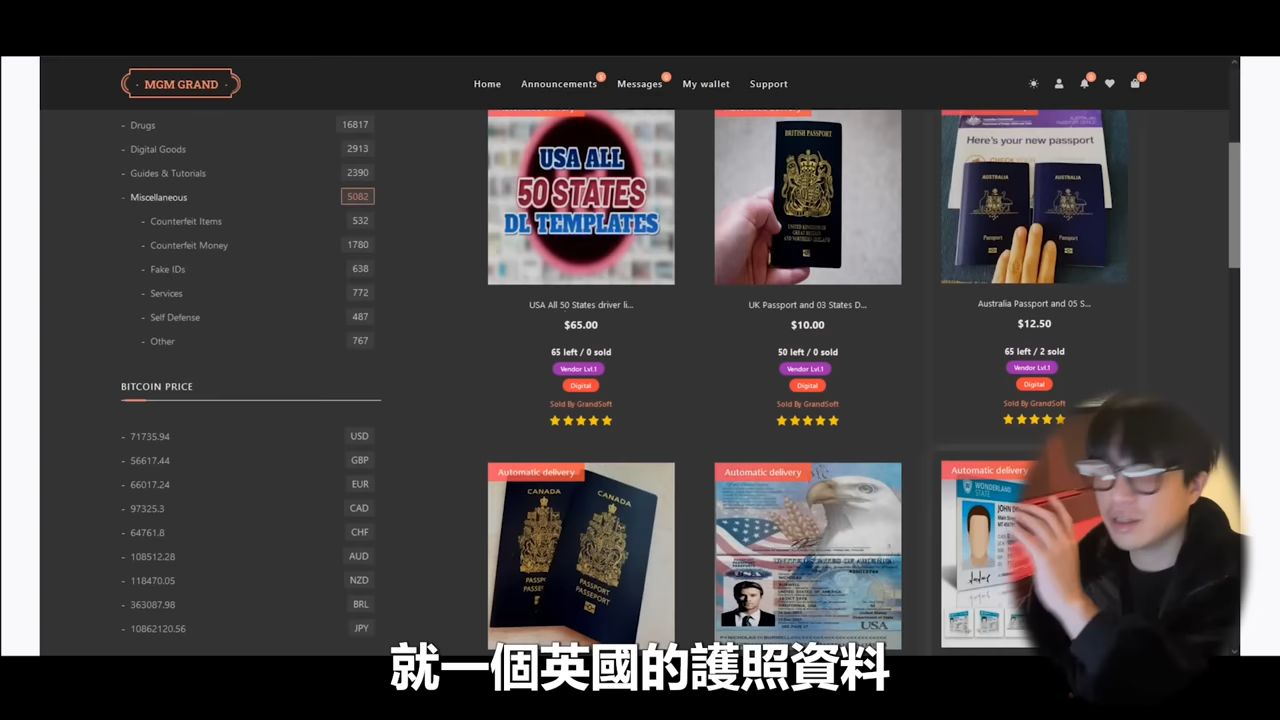 MGM GRAND
Home
Announcements
Messages
My wallet
Support
- Drugs 16817
- Digital Goods 2913
- Guides & Tutorials 2390
- Miscellaneous 5082
- Counterfeit Items 532
- Counterfeit Money 1780
- Fake IDs 638
- Services 772
- Self Defense 487
- Other 767
BITCOIN PRICE
- 71735.94 USD
- 56617.44 GBP
- 66017.24 EUR
- 97325.3 CAD
- 64761.8 CHF
- 108512.28 AUD
- 118470.05 NZD
- 363087.98 BRL
- 10862120.56 JPY
USA ALL
50 STATES
DL TEMPLATES
USA All 50 States driver li...
$65.00
65 left / 0 sold
Vendor Lvl.1
Digital
Sold By GrandSoft
BRITISH PASSPORT
UK Passport and 03 States D...
$10.00
50 left / 0 sold
Vendor Lvl.1
Digital
Sold By GrandSoft
Here's your new passport
AUSTRALIA
AUSTRALIA
Passport
Passport
Australia Passport and 05 S...
$12.50
65 left / 2 sold
Vendor Lvl.1
Digital
Sold By GrandSoft
Automatic delivery
CANADA
CANADA
PASSPORT
PASSEPORT
Automatic delivery
USA
Automatic delivery
WONDERLAND
STATE
就一個英國的護照資料